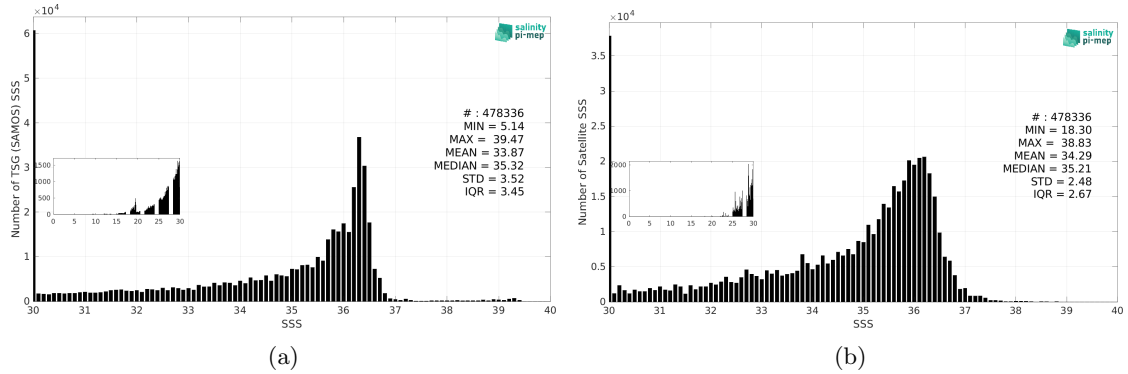 ×10⁴
6
5
4
3
2
1
0
Number of TSG (SAMOS) SSS
salinity
pi-mep
# : 478336
MIN = 5.14
MAX = 39.47
MEAN = 33.87
MEDIAN = 35.32
STD = 3.52
IQR = 3.45
1500
1000
500
0
0 5 10 15 20 25 30
30 31 32 33 34 35 36 37 38 39 40
SSS
(a)
×10⁴
3.5
3
2.5
2
1.5
1
0.5
0
Number of Satellite SSS
salinity
pi-mep
# : 478336
MIN = 18.30
MAX = 38.83
MEAN = 34.29
MEDIAN = 35.21
STD = 2.48
IQR = 2.67
2000
1000
0
0 5 10 15 20 25 30
30 31 32 33 34 35 36 37 38 39 40
SSS
(b)